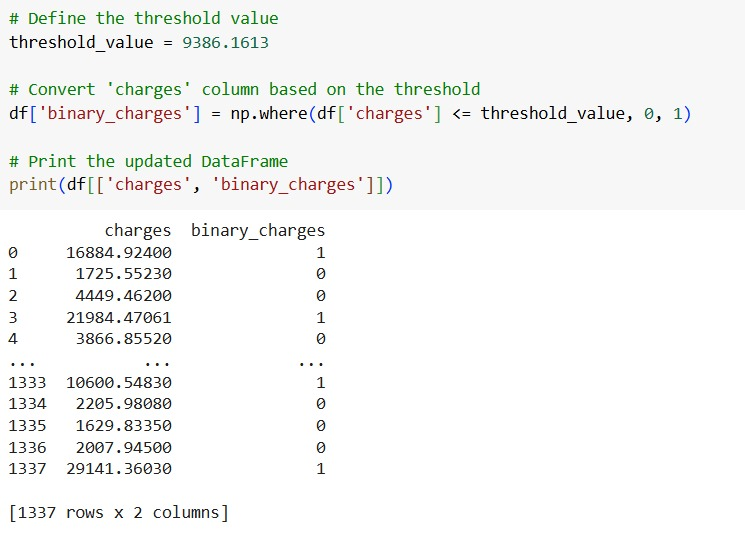 # Define the threshold value
threshold_value = 9386.1613
# Convert 'charges' column based on the threshold
df['binary_charges'] = np.where(df['charges'] <= threshold_value, 0, 1)
# Print the updated DataFrame
print(df[['charges', 'binary_charges']])
charges binary_charges
0 16884.92400 1
1 1725.55230 0
2 4449.46200 0
3 21984.47061 1
4 3866.85520 0
... ... ...
1333 10600.54830 1
1334 2205.98080 0
1335 1629.83350 0
1336 2007.94500 0
1337 29141.36030 1
[1337 rows x 2 columns]